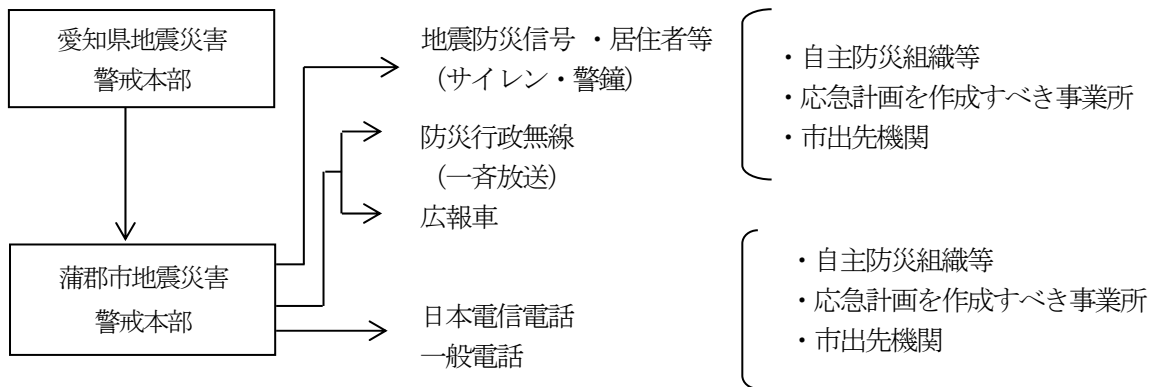 愛知県地震災害
警戒本部
地震防災信号 ・居住者等
(サイレン・警鐘)
防災行政無線
(一斉放送)
広報車
・自主防災組織等
・応急計画を作成すべき事業所
・市出先機関
蒲郡市地震災害
警戒本部
日本電信電話
一般電話
・自主防災組織等
・応急計画を作成すべき事業所
・市出先機関